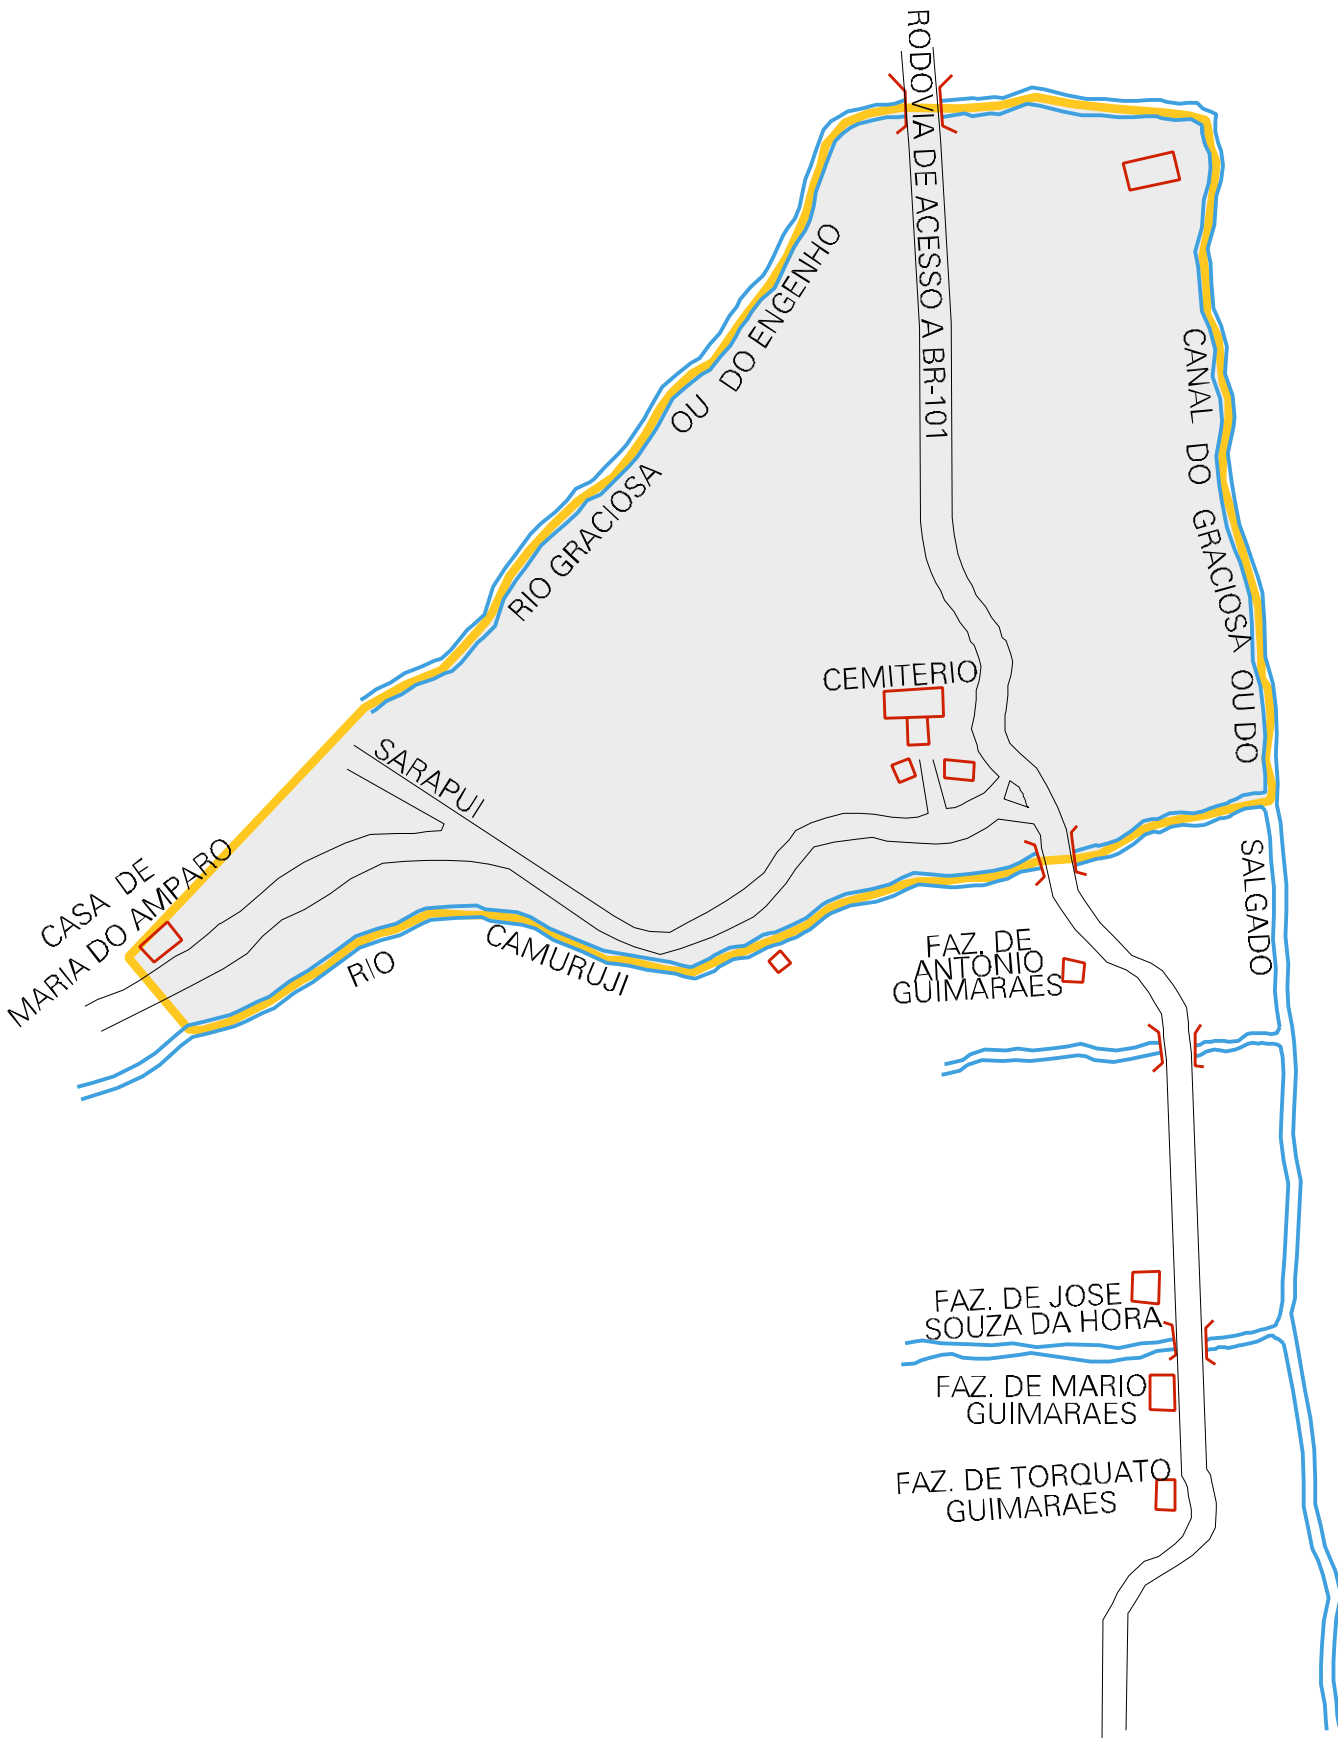 RODOVIA DE ACESSO A BR-101
RIO GRACIOSA OU DO ENGENHO
CANAL DO GRACIOSA OU DO
SALGADO
CEMITERIO
SARAPUI
CASA DE
MARIA DO AMPARO
RIO CAMURUJI
FAZ. DE
ANTONIO
GUIMARAES
FAZ. DE JOSE
SOUZA DA HORA
FAZ. DE MARIO
GUIMARAES
FAZ. DE TORQUATO
GUIMARAES